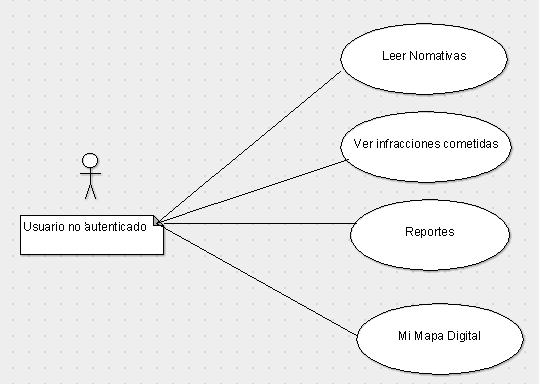 Leer Nomativas
Ver infracciones cometidas
Usuario no autenticado
Reportes
Mi Mapa Digital